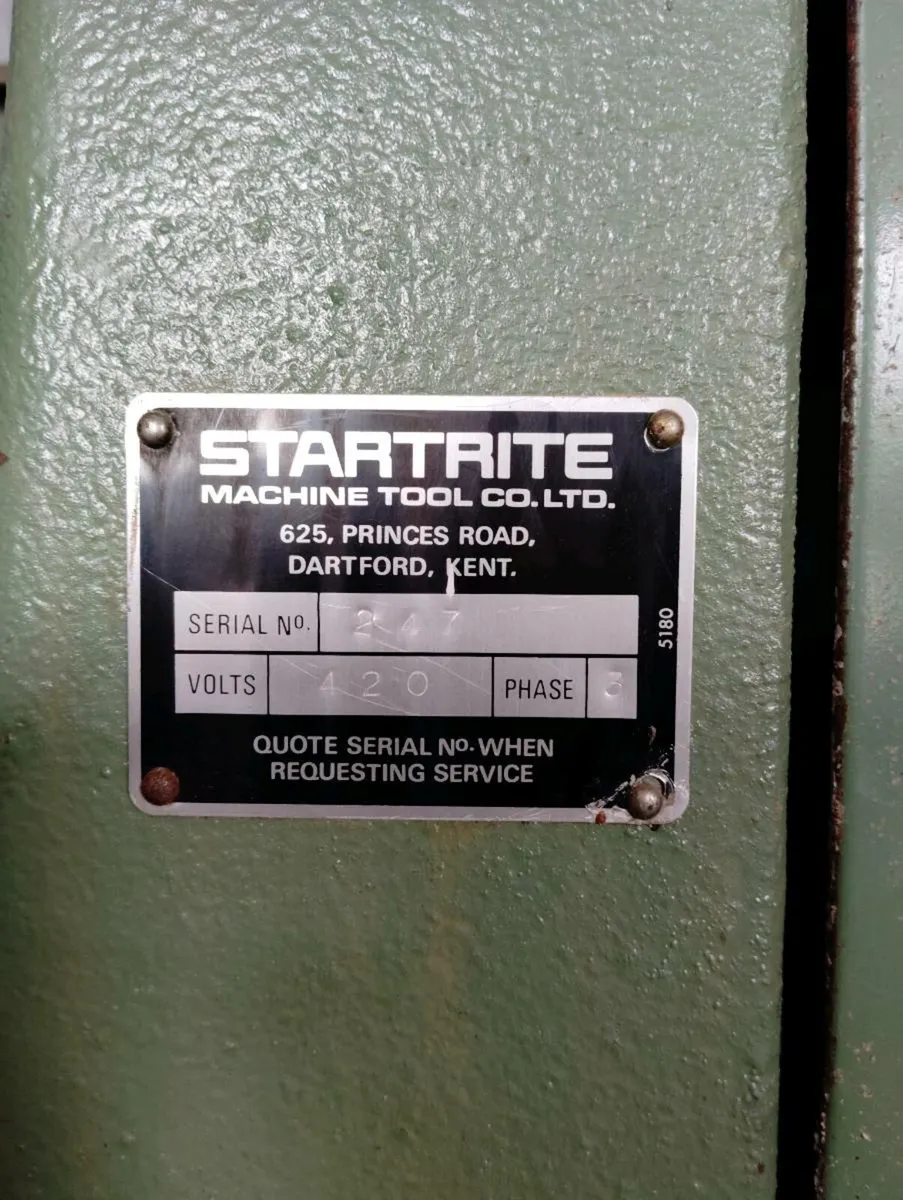 STARTRITE
MACHINE TOOL CO. LTD.
625, PRINCES ROAD,
DARTFORD, KENT.
SERIAL Nº. 247
5180
VOLTS 420 PHASE 3
QUOTE SERIAL Nº. WHEN
REQUESTING SERVICE